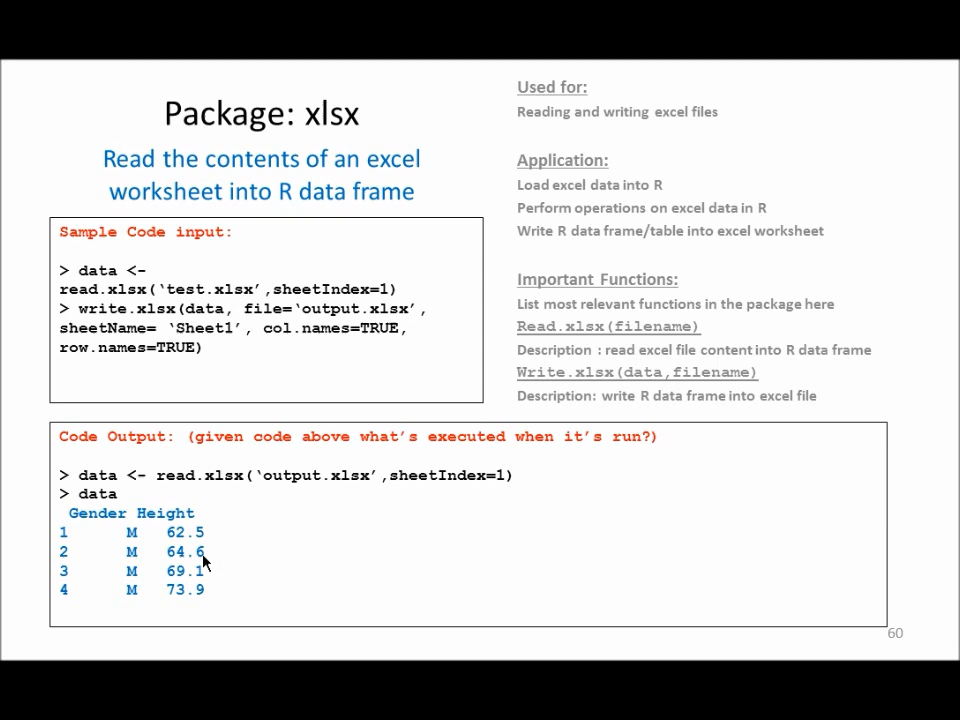 Package: xlsx
Read the contents of an excel
worksheet into R data frame
Sample Code input:
> data <-
read.xlsx(‘test.xlsx’,sheetIndex=1)
> write.xlsx(data, file=‘output.xlsx’,
sheetName= ‘Sheet1’, col.names=TRUE,
row.names=TRUE)
Used for:
Reading and writing excel files
Application:
Load excel data into R
Perform operations on excel data in R
Write R data frame/table into excel worksheet
Important Functions:
List most relevant functions in the package here
Read.xlsx(filename)
Description : read excel file content into R data frame
Write.xlsx(data,filename)
Description: write R data frame into excel file
Code Output: (given code above what’s executed when it’s run?)
> data <- read.xlsx(‘output.xlsx’,sheetIndex=1)
> data
Gender Height
1 M 62.5
2 M 64.6
3 M 69.1
4 M 73.9
60